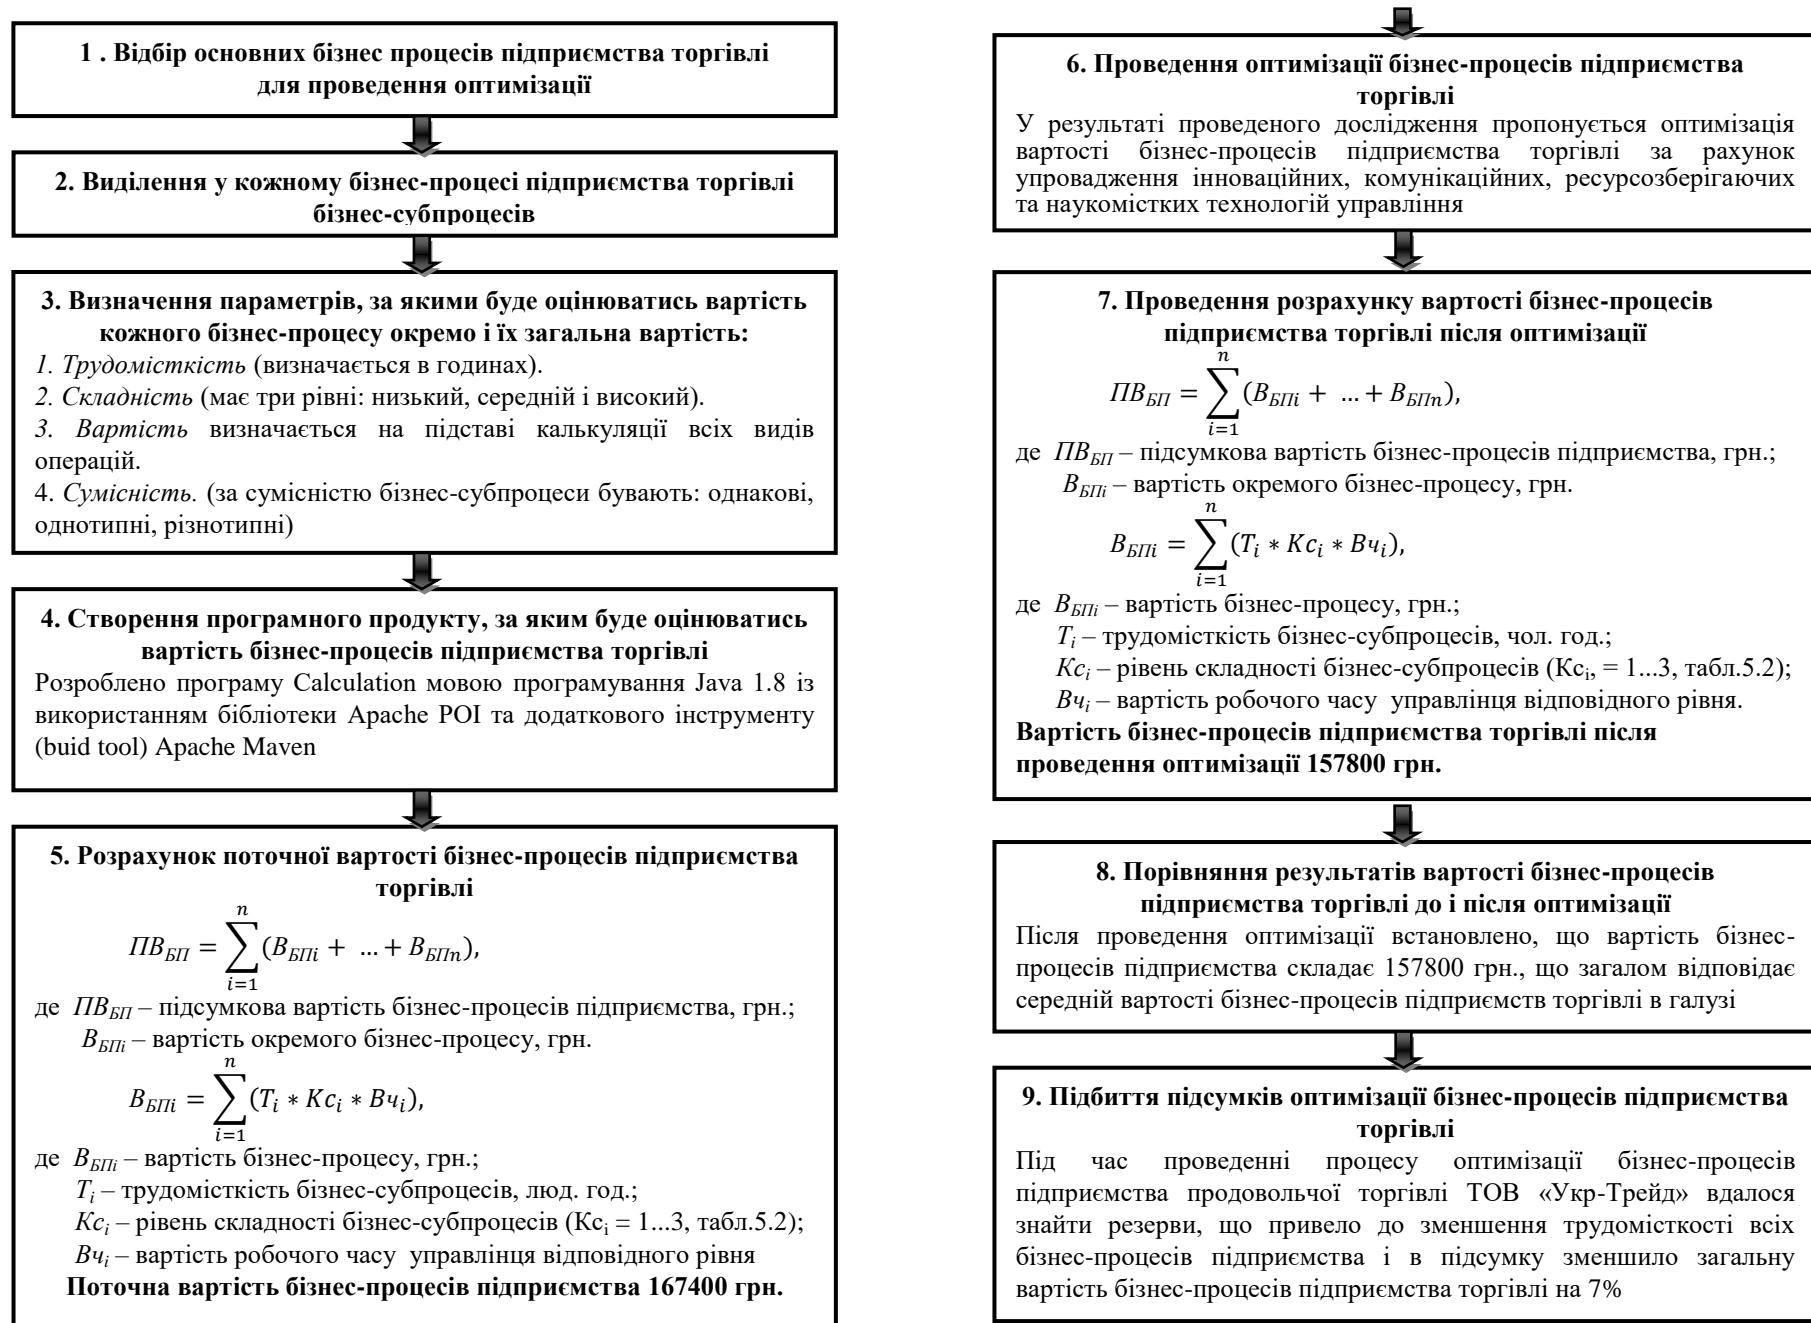 1 . Відбір основних бізнес процесів підприємства торгівлі
для проведення оптимізації
2. Виділення у кожному бізнес-процесі підприємства торгівлі
бізнес-субпроцесів
3. Визначення параметрів, за якими буде оцінюватись вартість
кожного бізнес-процесу окремо і їх загальна вартість:
1. Трудомісткість (визначається в годинах).
2. Складність (має три рівні: низький, середній і високий).
3. Вартість визначається на підставі калькуляції всіх видів
операцій.
4. Сумісність. (за сумісністю бізнес-субпроцеси бувають: однакові,
однотипні, різнотипні)
4. Створення програмного продукту, за яким буде оцінюватись
вартість бізнес-процесів підприємства торгівлі
Розроблено програму Calculation мовою програмування Java 1.8 із
використанням бібліотеки Apache POI та додаткового інструменту
(buid tool) Apache Maven
5. Розрахунок поточної вартості бізнес-процесів підприємства
торгівлі
n
ПВ_БП = ∑(В_БПi + ... + В_БПn),
i=1
де ПВ_БП – підсумкова вартість бізнес-процесів підприємства, грн.;
В_БПi – вартість окремого бізнес-процесу, грн.
n
В_БПi = ∑(T_i * Kc_i * Вч_i),
i=1
де В_БПi – вартість бізнес-процесу, грн.;
Т_i – трудомісткість бізнес-субпроцесів, люд. год.;
Кс_i – рівень складності бізнес-субпроцесів (Кс_i = 1...3, табл.5.2);
Вч_i – вартість робочого часу управлінця відповідного рівня
Поточна вартість бізнес-процесів підприємства 167400 грн.
6. Проведення оптимізації бізнес-процесів підприємства
торгівлі
У результаті проведеного дослідження пропонується оптимізація
вартості бізнес-процесів підприємства торгівлі за рахунок
упровадження інноваційних, комунікаційних, ресурсозберігаючих
та наукомістких технологій управління
7. Проведення розрахунку вартості бізнес-процесів
підприємства торгівлі після оптимізації
n
ПВ_БП = ∑(В_БПi + ... + В_БПn),
i=1
де ПВ_БП – підсумкова вартість бізнес-процесів підприємства, грн.;
В_БПi – вартість окремого бізнес-процесу, грн.
n
В_БПi = ∑(T_i * Kc_i * Вч_i),
i=1
де В_БПi – вартість бізнес-процесу, грн.;
Т_i – трудомісткість бізнес-субпроцесів, чол. год.;
Кс_i – рівень складності бізнес-субпроцесів (Кс_i, = 1...3, табл.5.2);
Вч_i – вартість робочого часу управлінця відповідного рівня.
Вартість бізнес-процесів підприємства торгівлі після
проведення оптимізації 157800 грн.
8. Порівняння результатів вартості бізнес-процесів
підприємства торгівлі до і після оптимізації
Після проведення оптимізації встановлено, що вартість бізнес-
процесів підприємства складає 157800 грн., що загалом відповідає
середній вартості бізнес-процесів підприємств торгівлі в галузі
9. Підбиття підсумків оптимізації бізнес-процесів підприємства
торгівлі
Під час проведенні процесу оптимізації бізнес-процесів
підприємства продовольчої торгівлі ТОВ «Укр-Трейд» вдалося
знайти резерви, що привело до зменшення трудомісткості всіх
бізнес-процесів підприємства і в підсумку зменшило загальну
вартість бізнес-процесів підприємства торгівлі на 7%